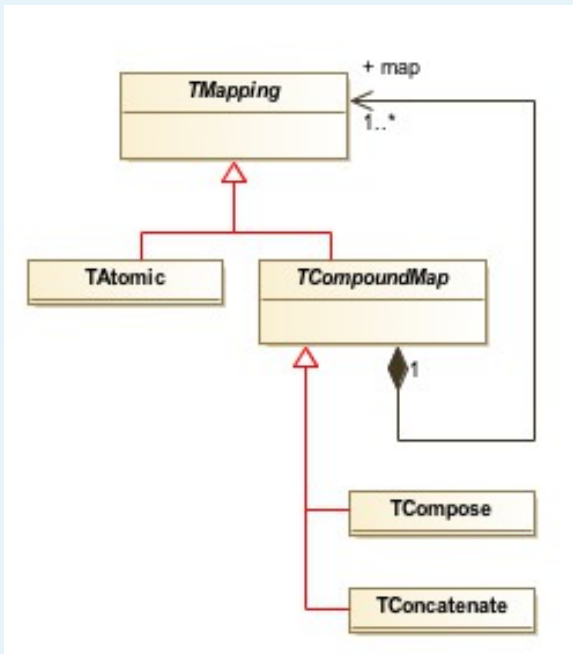 + map
TMapping
1..*
TAtomic
TCompoundMap
1
TCompose
TConcatenate